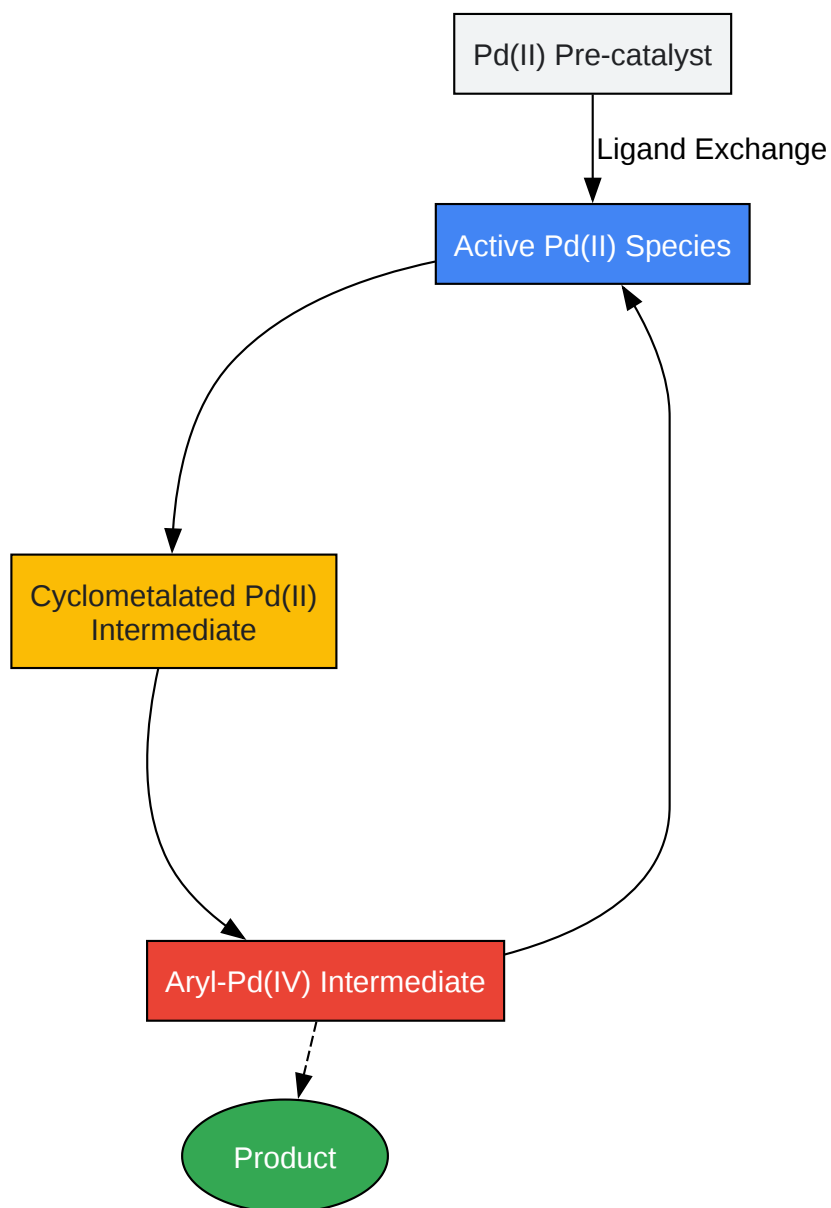 Pd(II) Pre-catalyst
Ligand Exchange
Active Pd(II) Species
Cyclometalated Pd(II)
Intermediate
Aryl-Pd(IV) Intermediate
Product